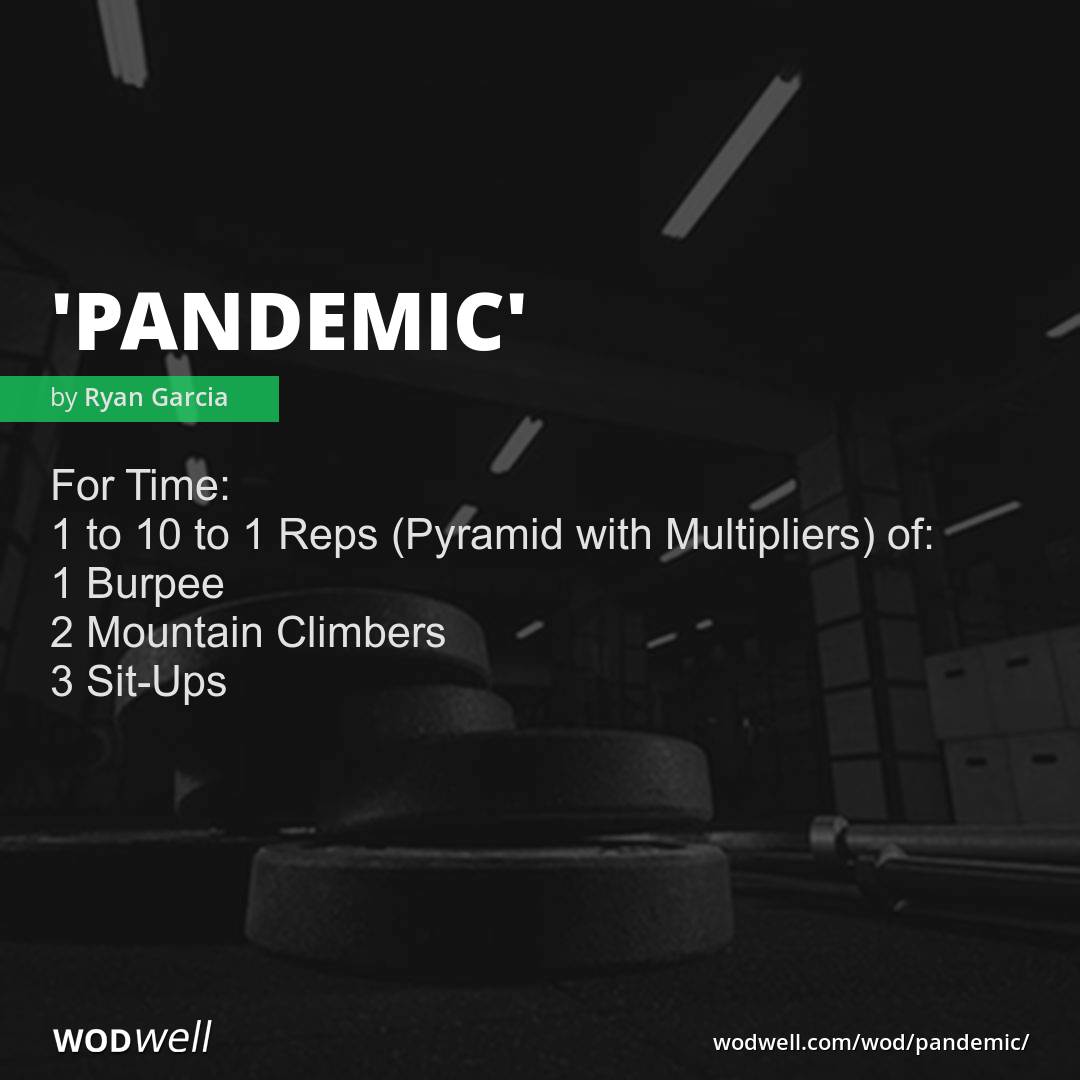 'PANDEMIC'
by Ryan Garcia
For Time:
1 to 10 to 1 Reps (Pyramid with Multipliers) of:
1 Burpee
2 Mountain Climbers
3 Sit-Ups
WODwell
wodwell.com/wod/pandemic/